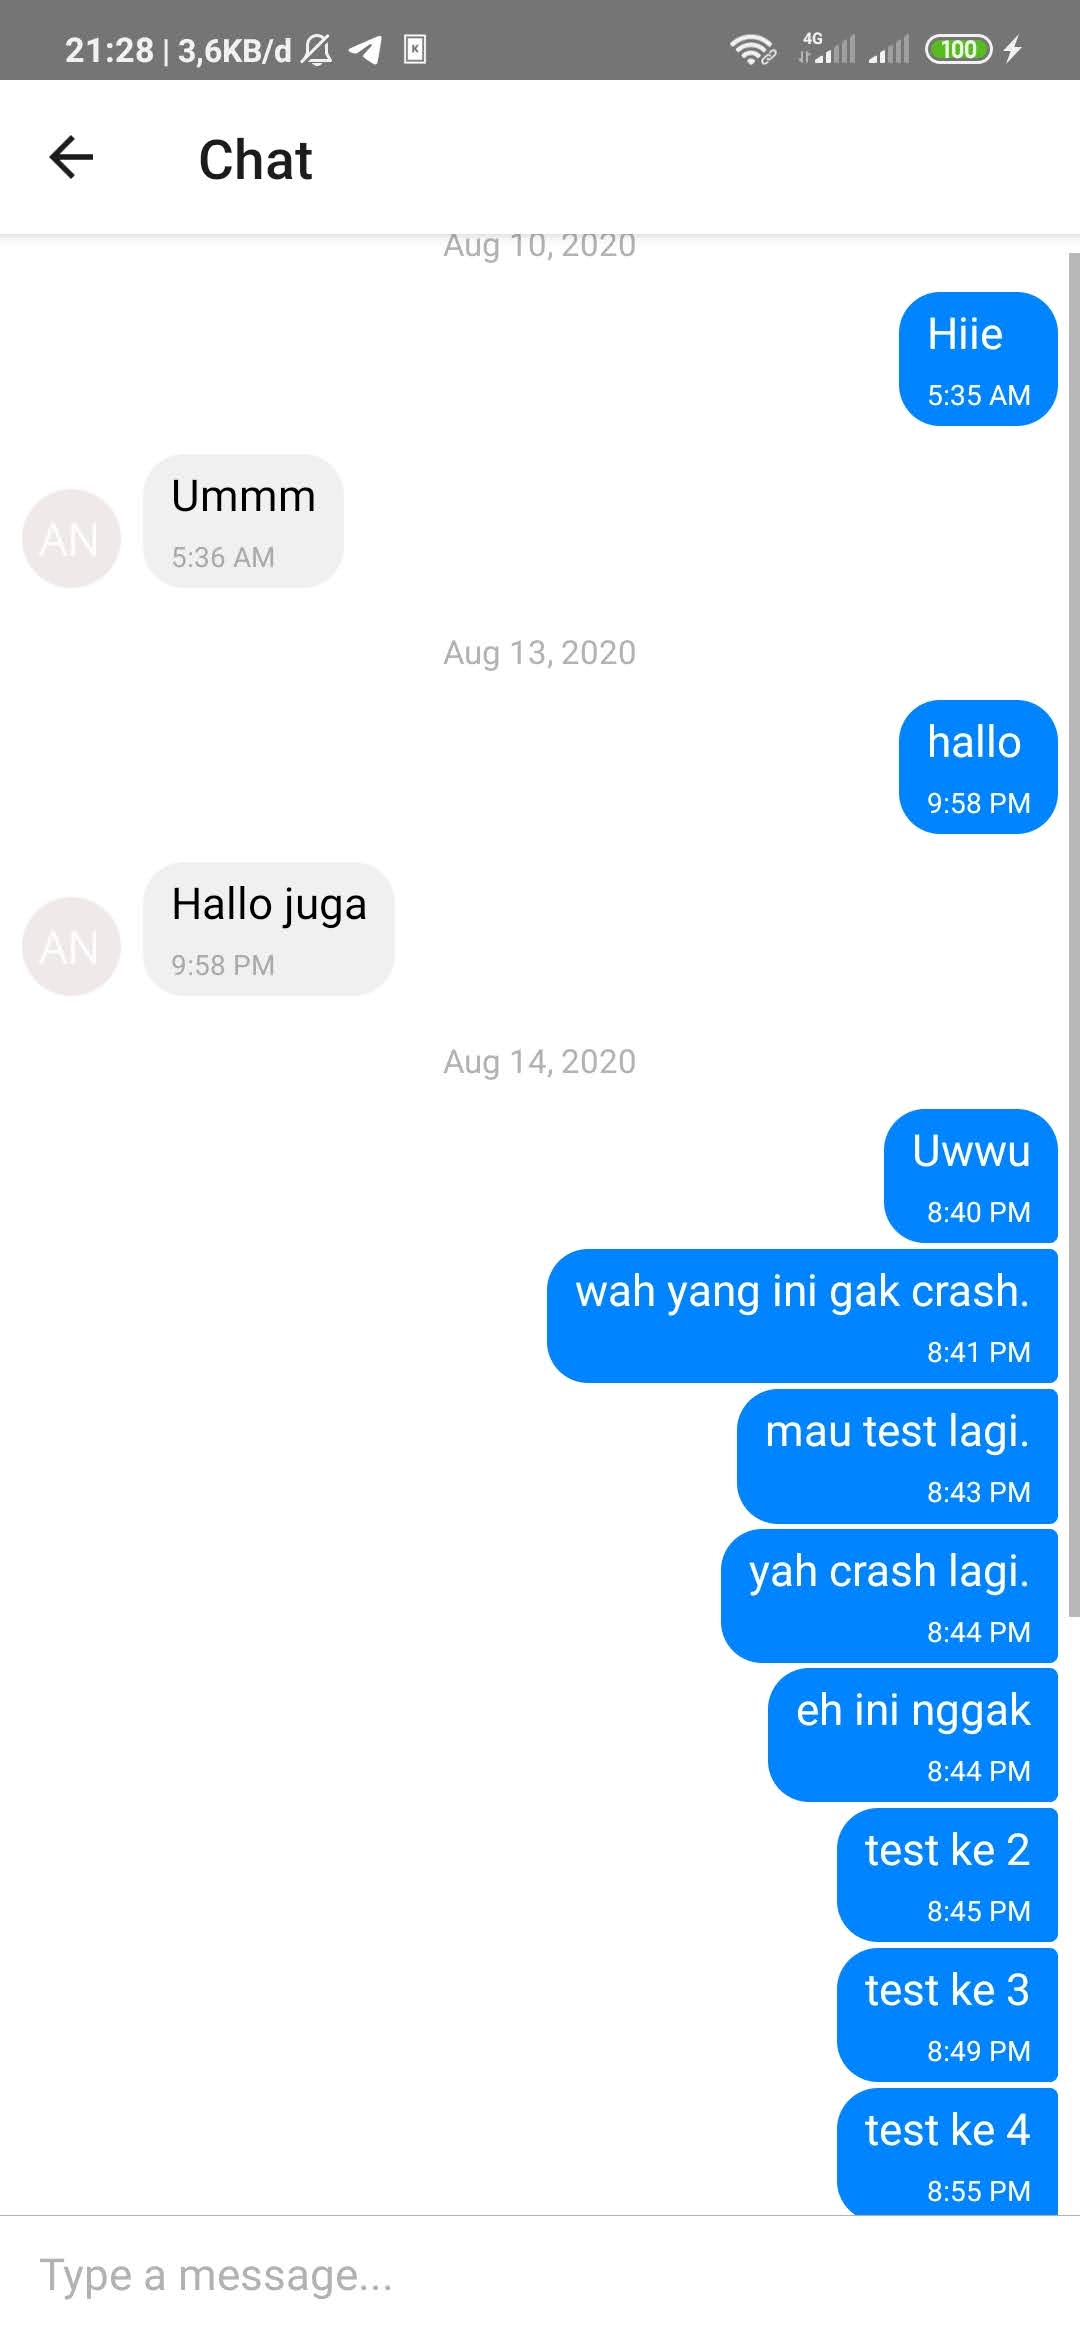 21:28 | 3,6KB/d
K
4G
100
Chat
Aug 10, 2020
Hiie
5:35 AM
AN
Ummm
5:36 AM
Aug 13, 2020
hallo
9:58 PM
AN
Hallo juga
9:58 PM
Aug 14, 2020
Uwwu
8:40 PM
wah yang ini gak crash.
8:41 PM
mau test lagi.
8:43 PM
yah crash lagi.
8:44 PM
eh ini nggak
8:44 PM
test ke 2
8:45 PM
test ke 3
8:49 PM
test ke 4
8:55 PM
Type a message...